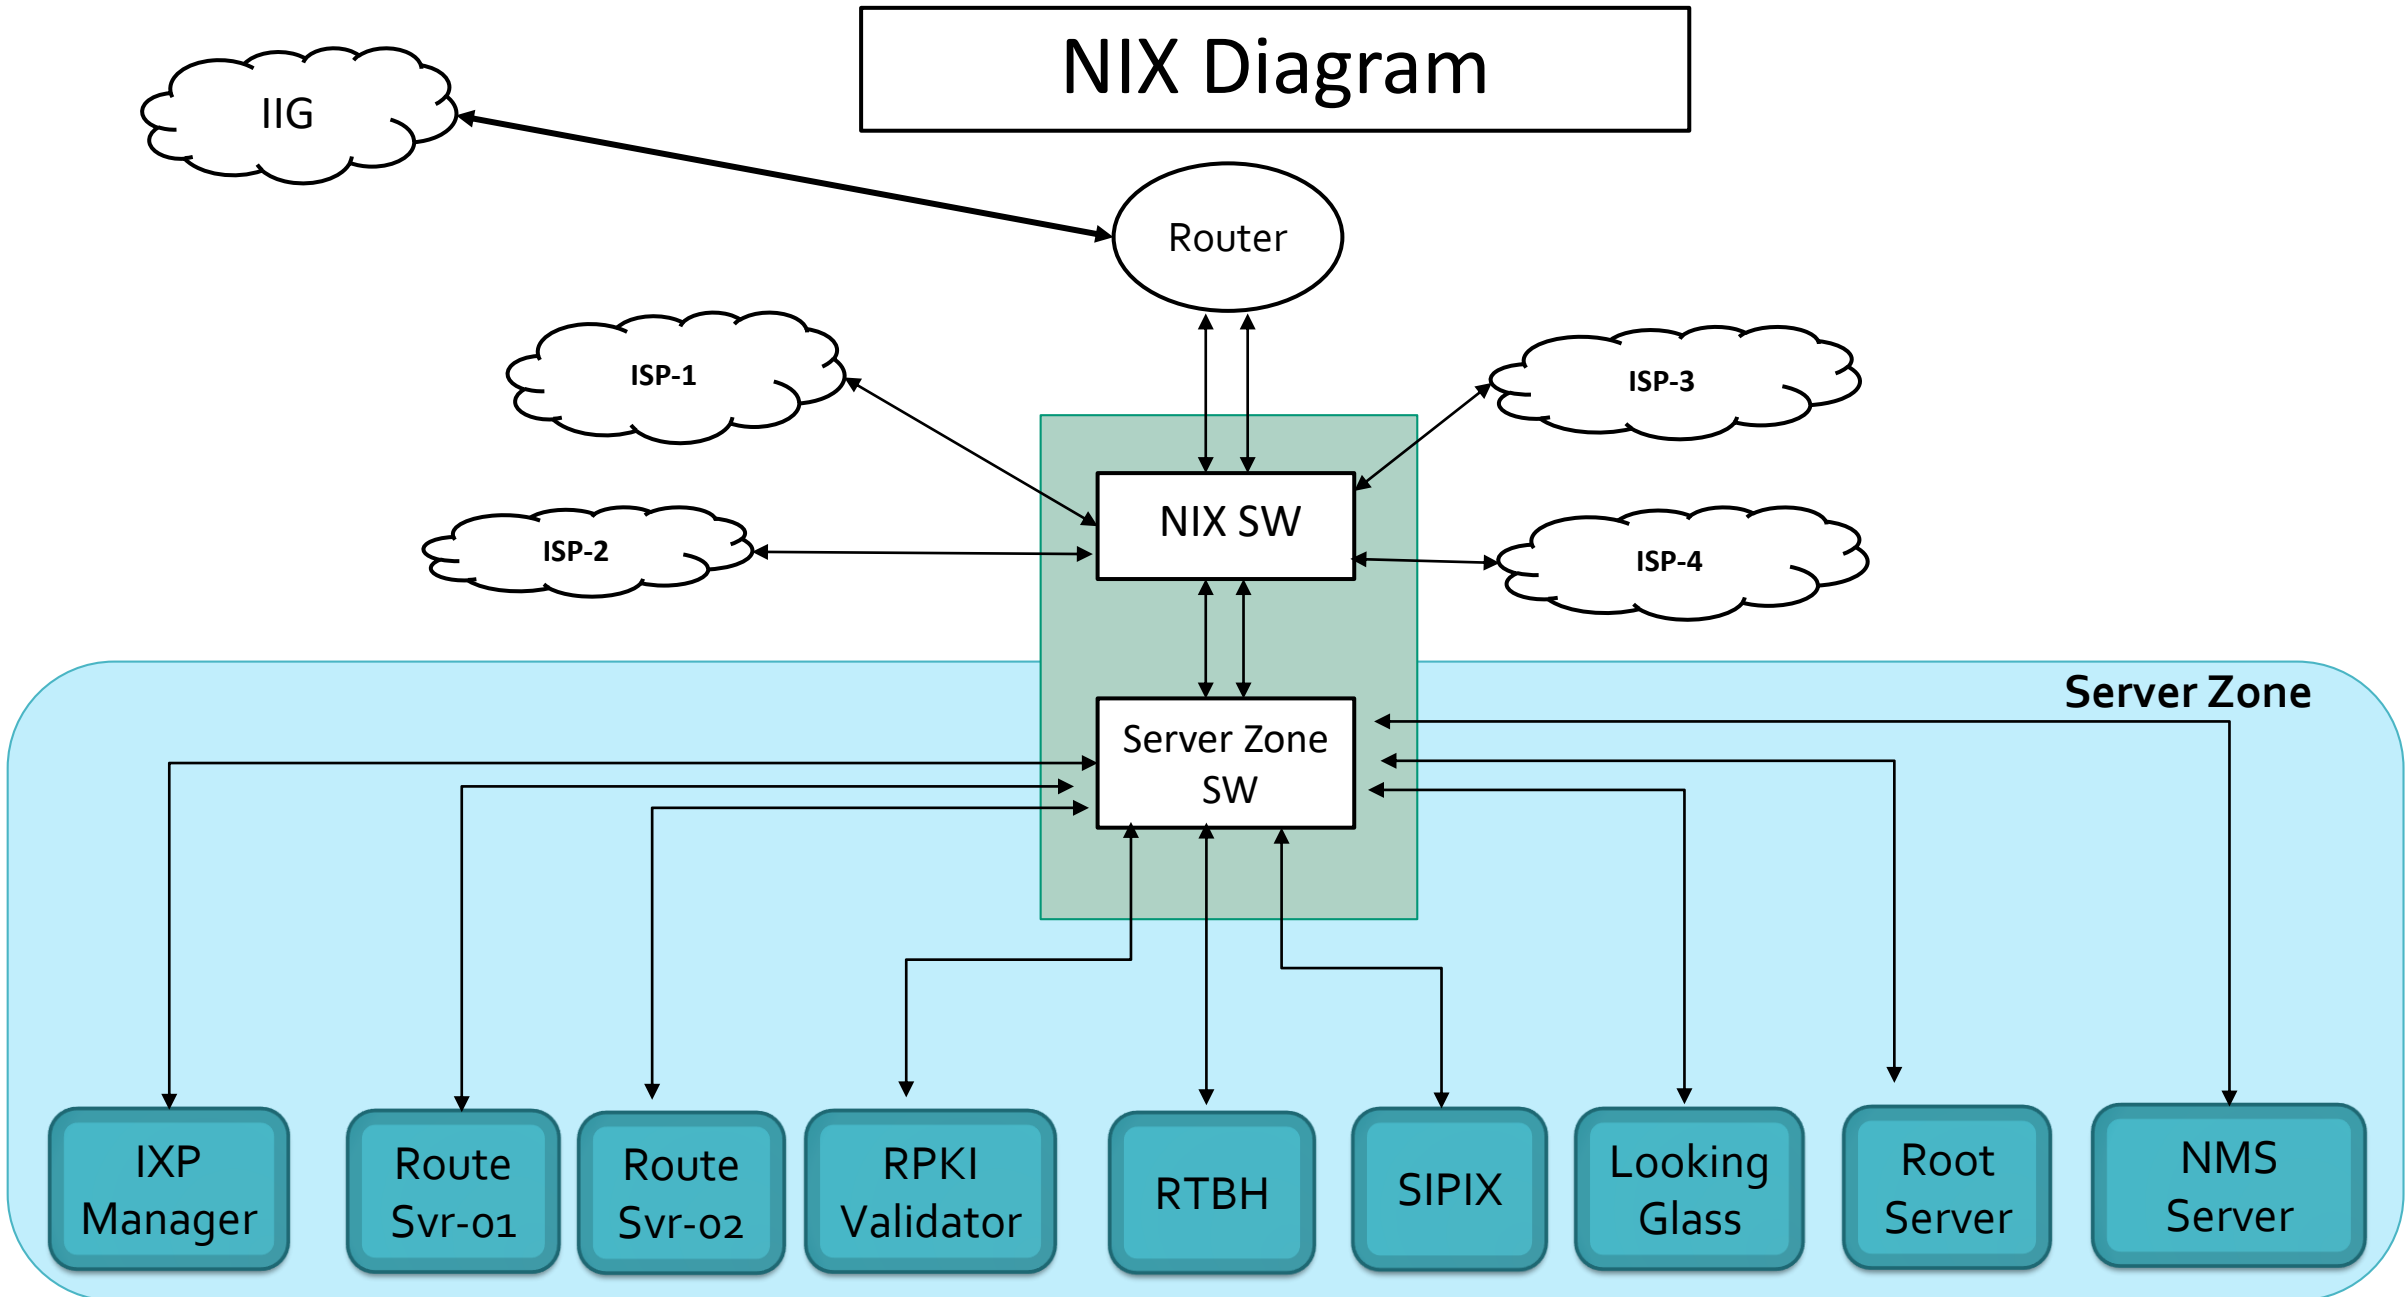 NIX Diagram
IIG
Router
ISP-1
ISP-3
NIX SW
ISP-2
ISP-4
Server Zone
Server Zone
SW
IXP
Manager
Route
Svr-01
Route
Svr-02
RPKI
Validator
RTBH
SIPIX
Looking
Glass
Root
Server
NMS
Server